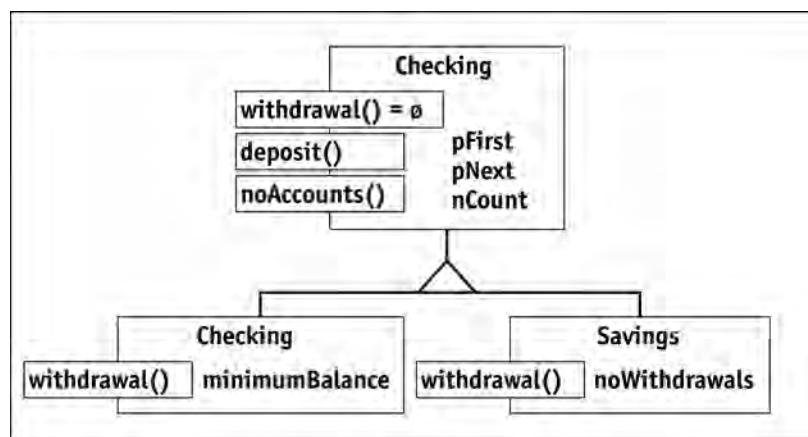 Checking
withdrawal() = ø
deposit()
noAccounts()
pFirst
pNext
nCount
Checking
withdrawal()
minimumBalance
Savings
withdrawal()
noWithdrawals